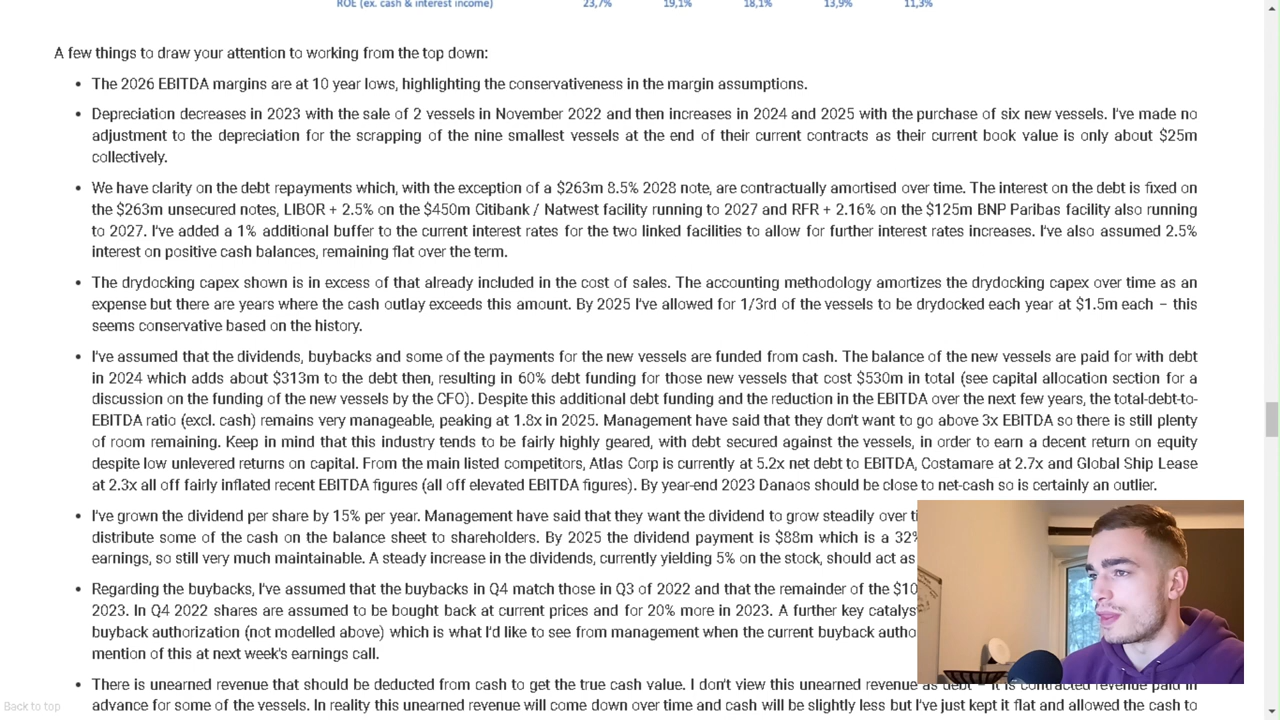 ROE (ex. cash & interest income) 23,7% 19,1% 18,1% 13,9% 11,3%
A few things to draw your attention to working from the top down:
• The 2026 EBITDA margins are at 10 year lows, highlighting the conservativeness in the margin assumptions.
• Depreciation decreases in 2023 with the sale of 2 vessels in November 2022 and then increases in 2024 and 2025 with the purchase of six new vessels. I've made no
adjustment to the depreciation for the scrapping of the nine smallest vessels at the end of their current contracts as their current book value is only about $25m
collectively.
• We have clarity on the debt repayments which, with the exception of a $263m 8.5% 2028 note, are contractually amortised over time. The interest on the debt is fixed on
the $263m unsecured notes, LIBOR + 2.5% on the $450m Citibank / Natwest facility running to 2027 and RFR + 2.16% on the $125m BNP Paribas facility also running
to 2027. I've added a 1% additional buffer to the current interest rates for the two linked facilities to allow for further interest rates increases. I've also assumed 2.5%
interest on positive cash balances, remaining flat over the term.
• The drydocking capex shown is in excess of that already included in the cost of sales. The accounting methodology amortizes the drydocking capex over time as an
expense but there are years where the cash outlay exceeds this amount. By 2025 I've allowed for 1/3rd of the vessels to be drydocked each year at $1.5m each – this
seems conservative based on the history.
• I've assumed that the dividends, buybacks and some of the payments for the new vessels are funded from cash. The balance of the new vessels are paid for with debt
in 2024 which adds about $313m to the debt then, resulting in 60% debt funding for those new vessels that cost $530m in total (see capital allocation section for a
discussion on the funding of the new vessels by the CFO). Despite this additional debt funding and the reduction in the EBITDA over the next few years, the total-debt-to-
EBITDA ratio (excl. cash) remains very manageable, peaking at 1.8x in 2025. Management have said that they don't want to go above 3x EBITDA so there is still plenty
of room remaining. Keep in mind that this industry tends to be fairly highly geared, with debt secured against the vessels, in order to earn a decent return on equity
despite low unlevered returns on capital. From the main listed competitors, Atlas Corp is currently at 5.2x net debt to EBITDA, Costamare at 2.7x and Global Ship Lease
at 2.3x all off fairly inflated recent EBITDA figures (all off elevated EBITDA figures). By year-end 2023 Danaos should be close to net-cash so is certainly an outlier.
• I've grown the dividend per share by 15% per year. Management have said that they want the dividend to grow steadily over
distribute some of the cash on the balance sheet to shareholders. By 2025 the dividend payment is $88m which is a 32%
earnings, so still very much maintainable. A steady increase in the dividends, currently yielding 5% on the stock, should act as
• Regarding the buybacks, I've assumed that the buybacks in Q4 match those in Q3 of 2022 and that the remainder of the $10
2023. In Q4 2022 shares are assumed to be bought back at current prices and for 20% more in 2023. A further key catalys
buyback authorization (not modelled above) which is what I'd like to see from management when the current buyback autho
mention of this at next week's earnings call.
• There is unearned revenue that should be deducted from cash to get the true cash value. I don't view this unearned revenue as debt – it is contracted revenue paid in
advance for some of the vessels. In reality this unearned revenue will come down over time and cash will be slightly less but I've just kept it flat and allowed the cash to
Back to top